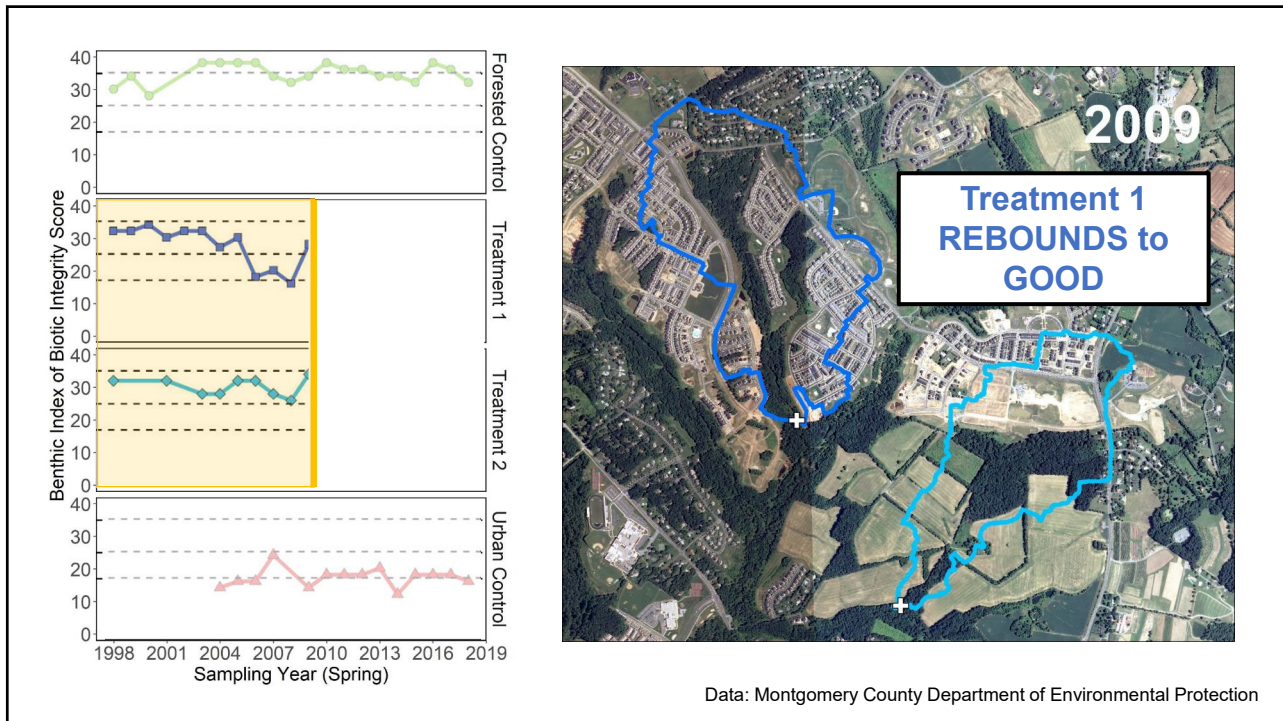 40
30
20
10
0
Forested Control
40
30
20
10
0
Treatment 1
40
30
20
10
0
Treatment 2
40
30
20
10
0
Urban Control
Benthic Index of Biotic Integrity Score
1998 2001 2004 2007 2010 2013 2016 2019
Sampling Year (Spring)
2009
Treatment 1
REBOUNDS to
GOOD
Data: Montgomery County Department of Environmental Protection